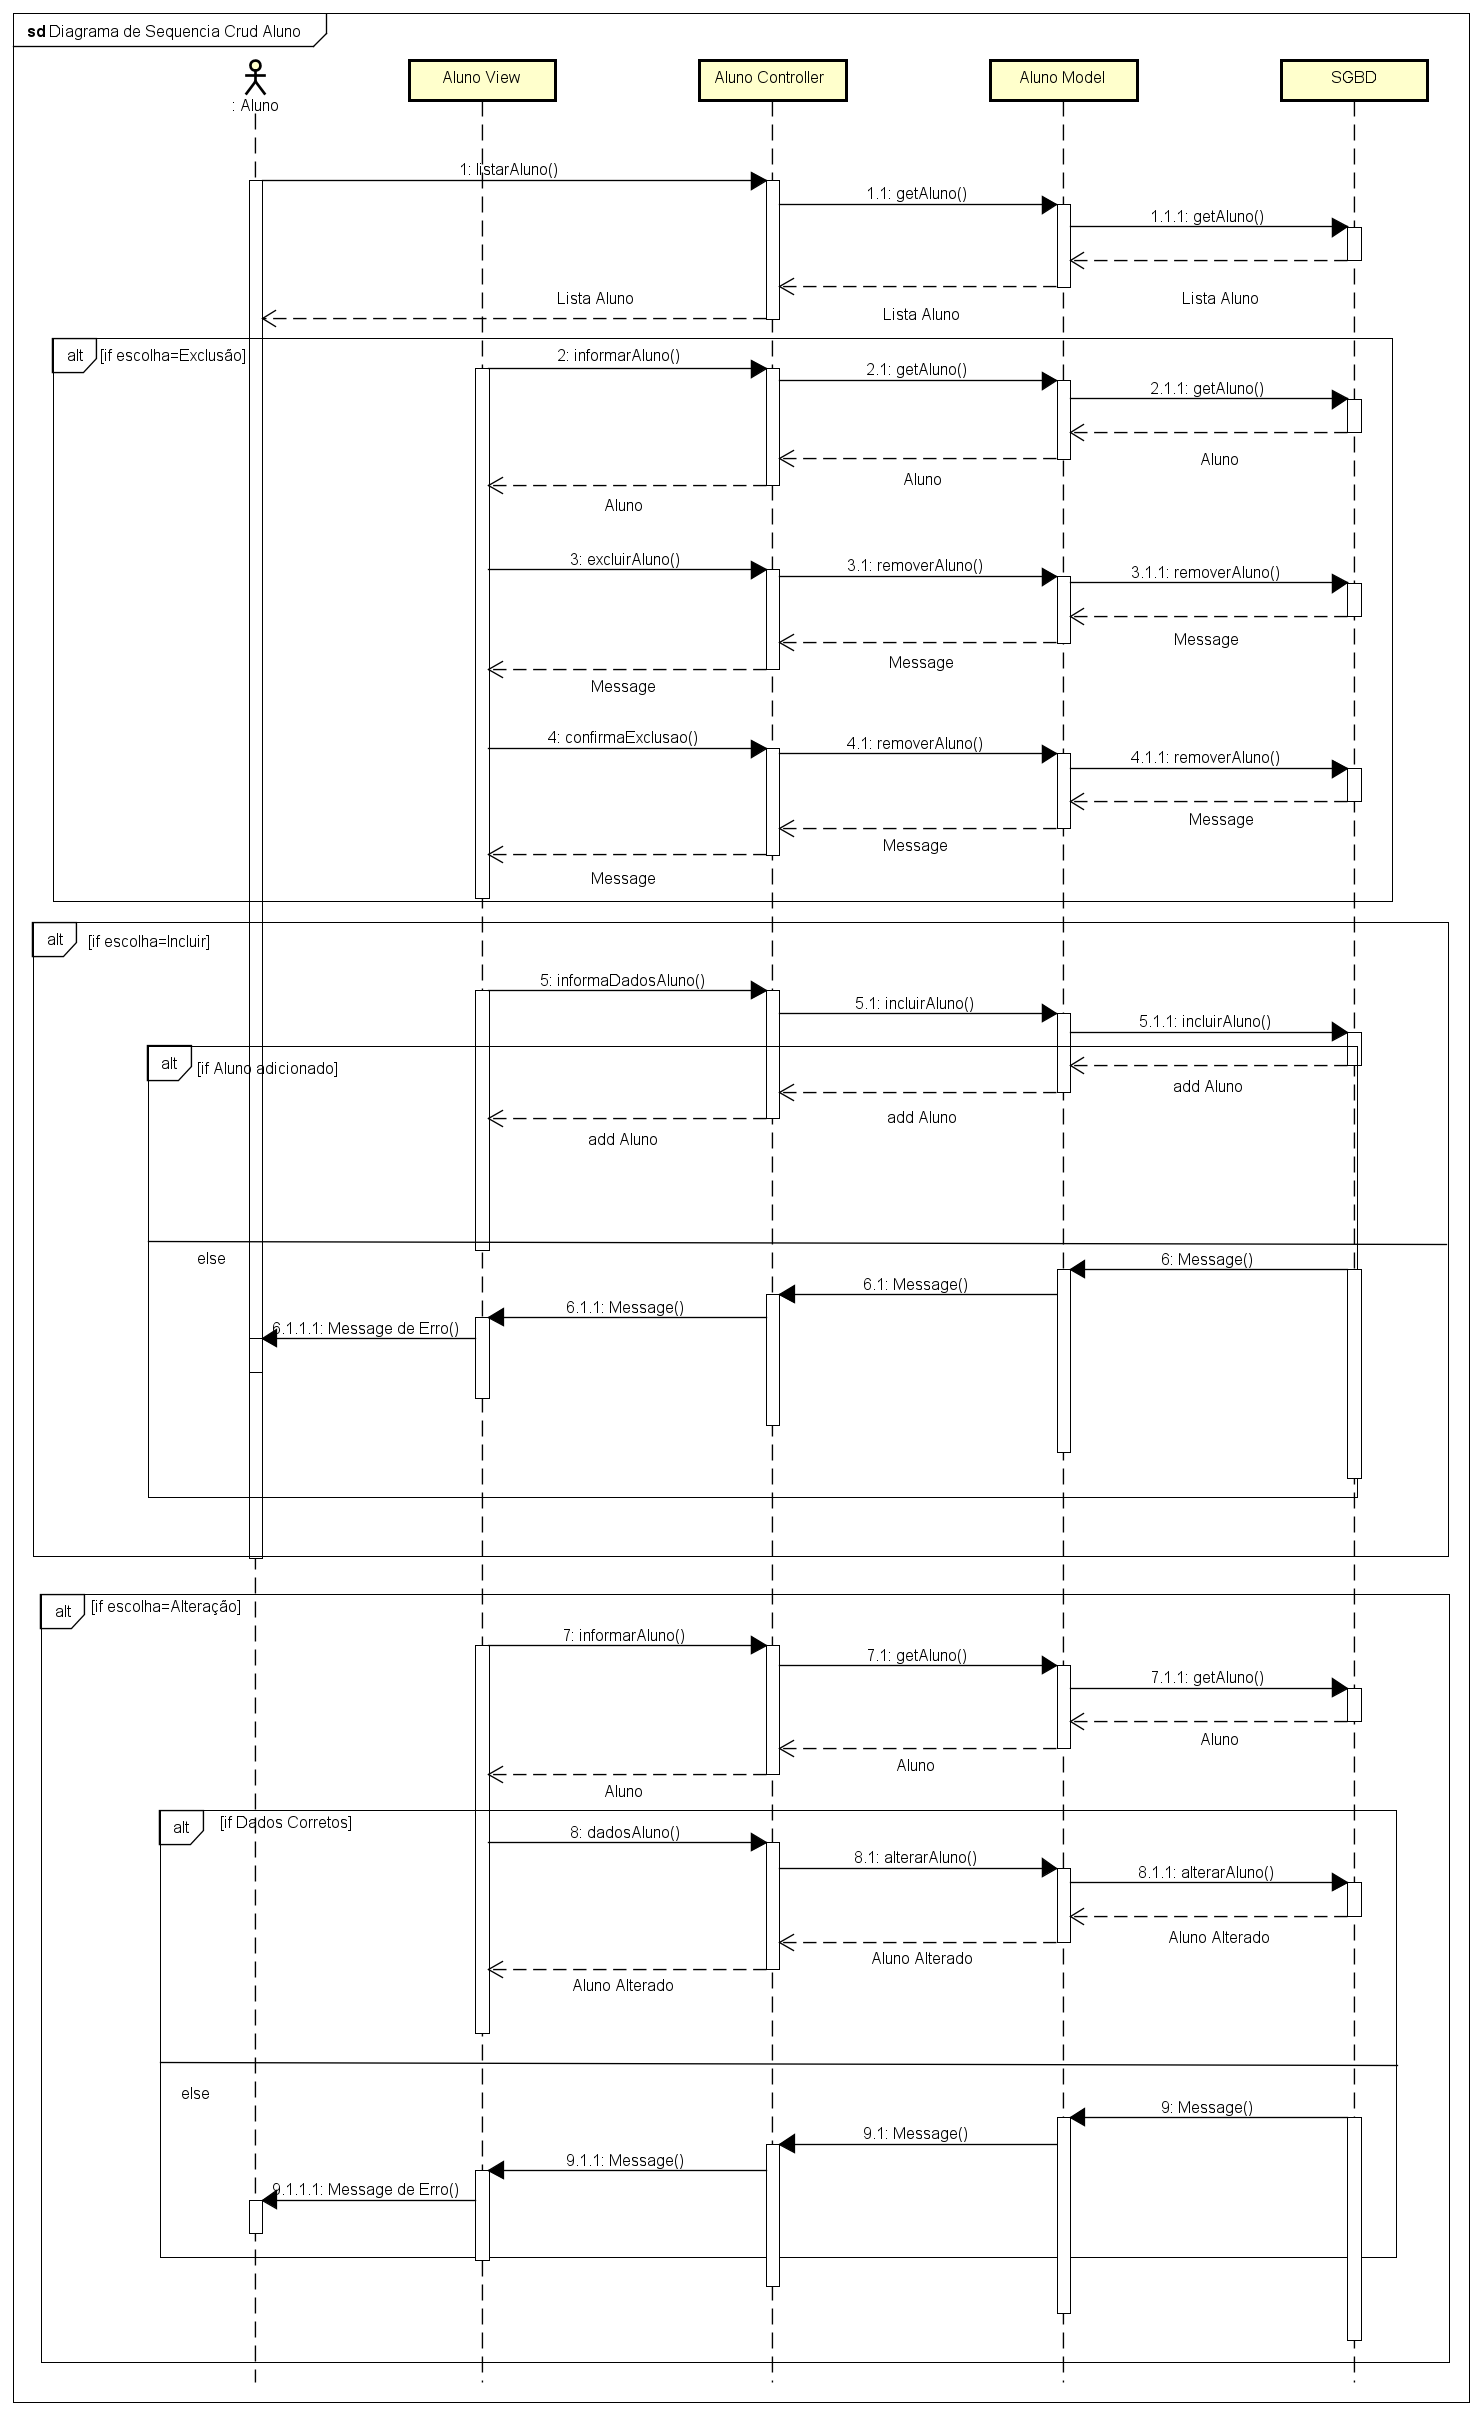 sd Diagrama de Sequencia Crud Aluno
: Aluno
Aluno View
Aluno Controller
Aluno Model
SGBD
1: listarAluno()
1.1: getAluno()
1.1.1: getAluno()
Lista Aluno
Lista Aluno
Lista Aluno
alt
[if escolha=Exclusão]
2: informarAluno()
2.1: getAluno()
2.1.1: getAluno()
Aluno
Aluno
Aluno
3: excluirAluno()
3.1: removerAluno()
3.1.1: removerAluno()
Message
Message
Message
4: confirmaExclusao()
4.1: removerAluno()
4.1.1: removerAluno()
Message
Message
Message
alt
[if escolha=Incluir]
5: informaDadosAluno()
5.1: incluirAluno()
5.1.1: incluirAluno()
alt
[if Aluno adicionado]
add Aluno
add Aluno
add Aluno
else
6: Message()
6.1: Message()
6.1.1: Message()
6.1.1.1: Message de Erro()
alt
[if escolha=Alteração]
7: informarAluno()
7.1: getAluno()
7.1.1: getAluno()
Aluno
Aluno
Aluno
alt
[if Dados Corretos]
8: dadosAluno()
8.1: alterarAluno()
8.1.1: alterarAluno()
Aluno Alterado
Aluno Alterado
Aluno Alterado
else
9: Message()
9.1: Message()
9.1.1: Message()
9.1.1.1: Message de Erro()